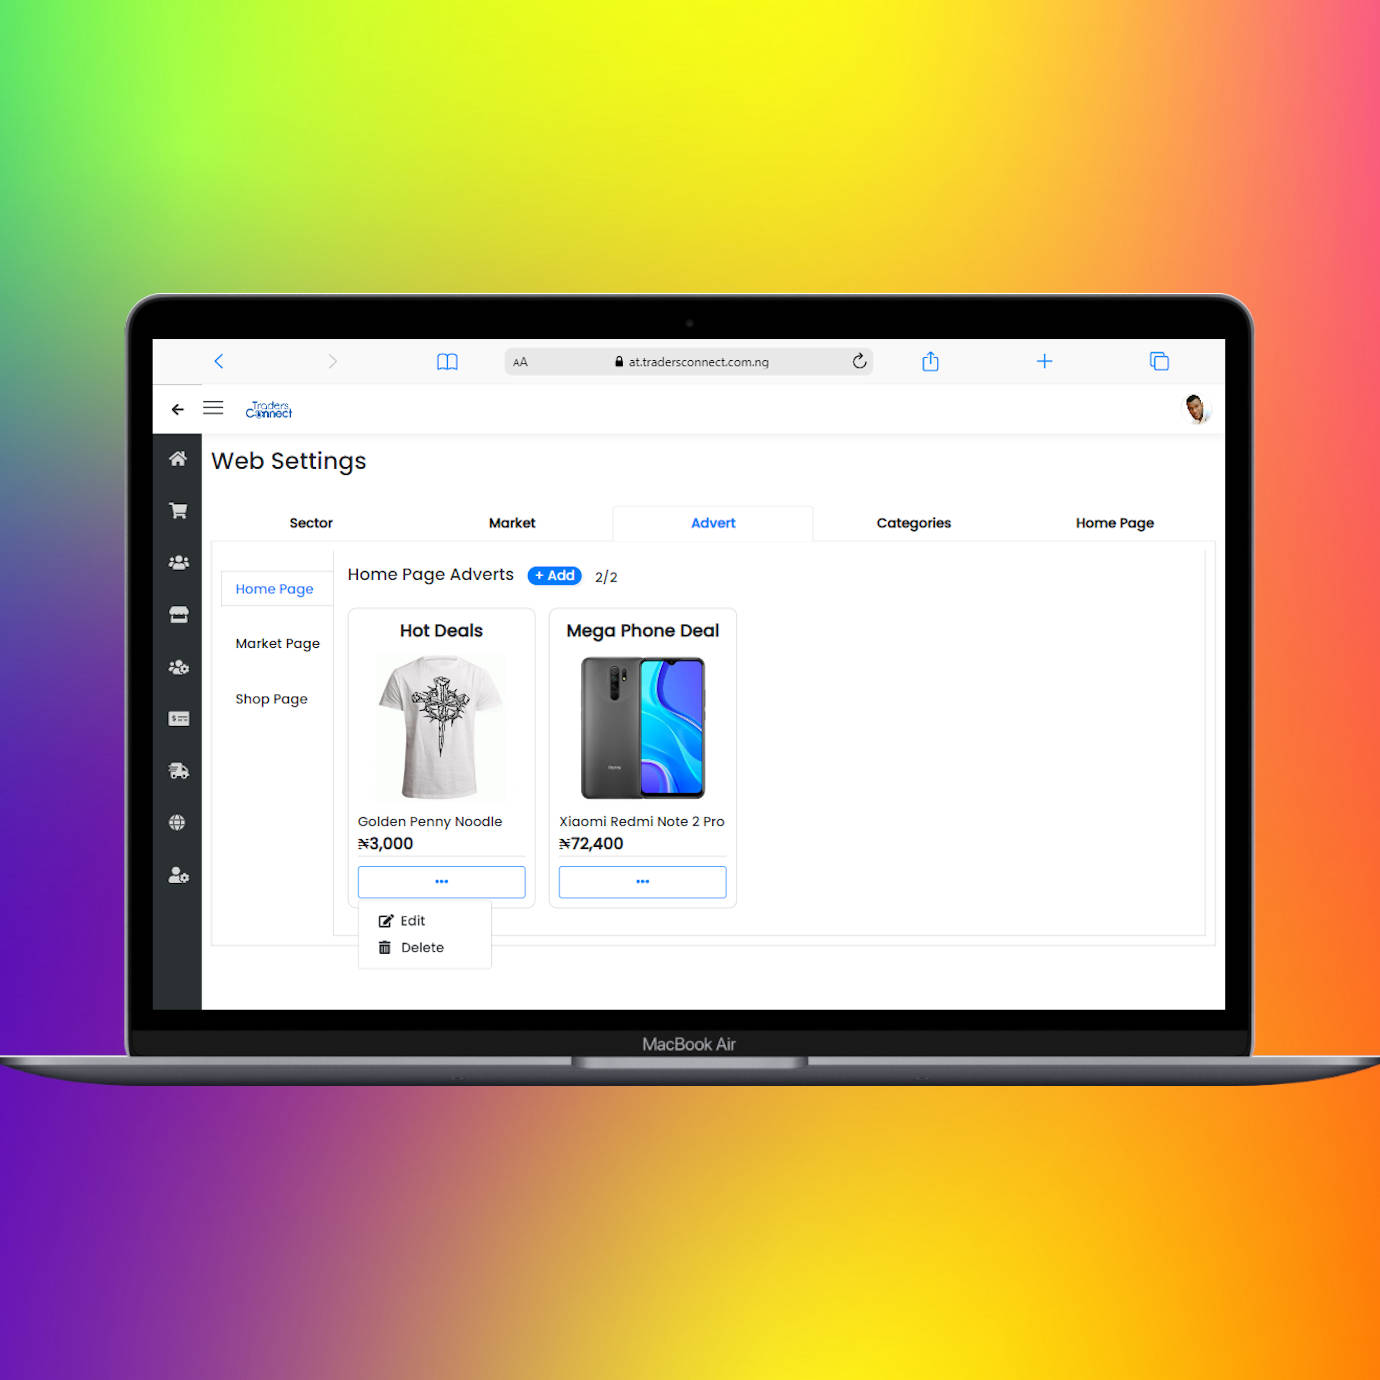 AA at.tradersconnect.com.ng
Traders
Connect
Web Settings
Sector Market Advert Categories Home Page
Home Page
Market Page
Shop Page
Home Page Adverts + Add 2/2
Hot Deals
Golden Penny Noodle
₦3,000
...
Edit
Delete
Mega Phone Deal
Xiaomi Redmi Note 2 Pro
₦72,400
...
MacBook Air